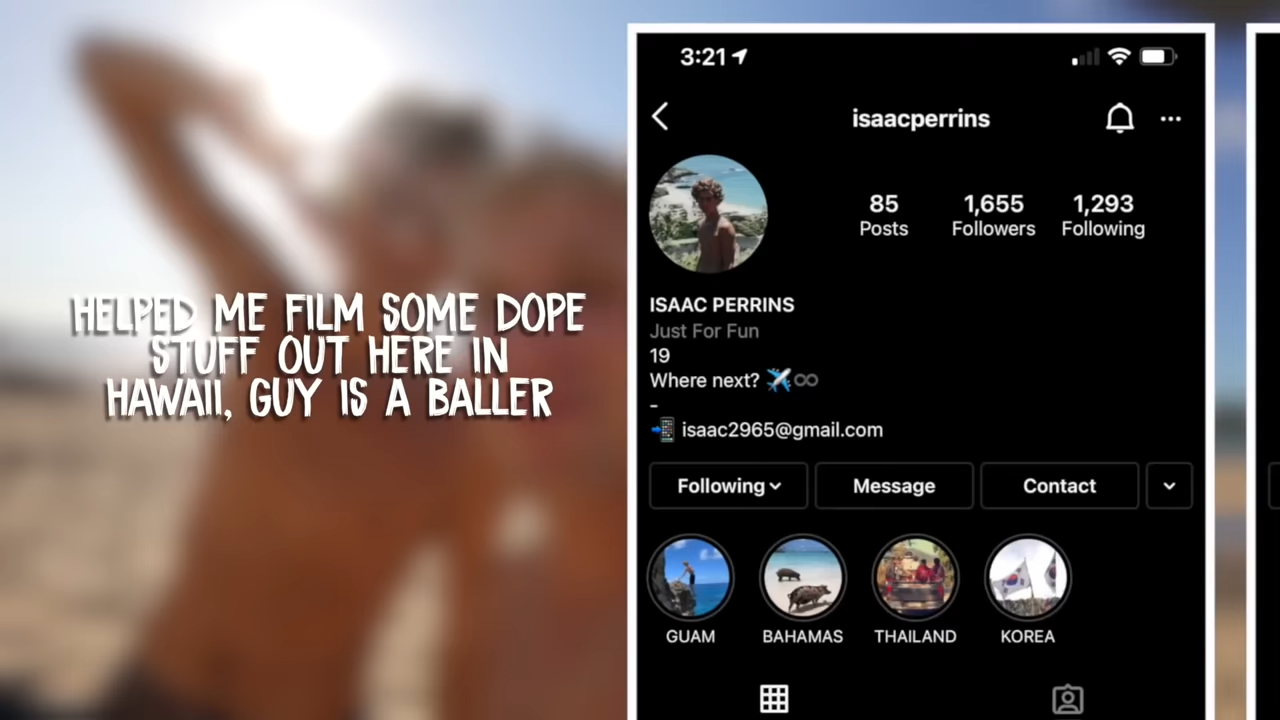 HELPED ME FILM SOME DOPE
STUFF OUT HERE IN
HAWAII, GUY IS A BALLER
3:21
isaacperrins
85
Posts
1,655
Followers
1,293
Following
ISAAC PERRINS
Just For Fun
19
Where next? ✈️♾
-
📲 isaac2965@gmail.com
Following
Message
Contact
GUAM
BAHAMAS
THAILAND
KOREA